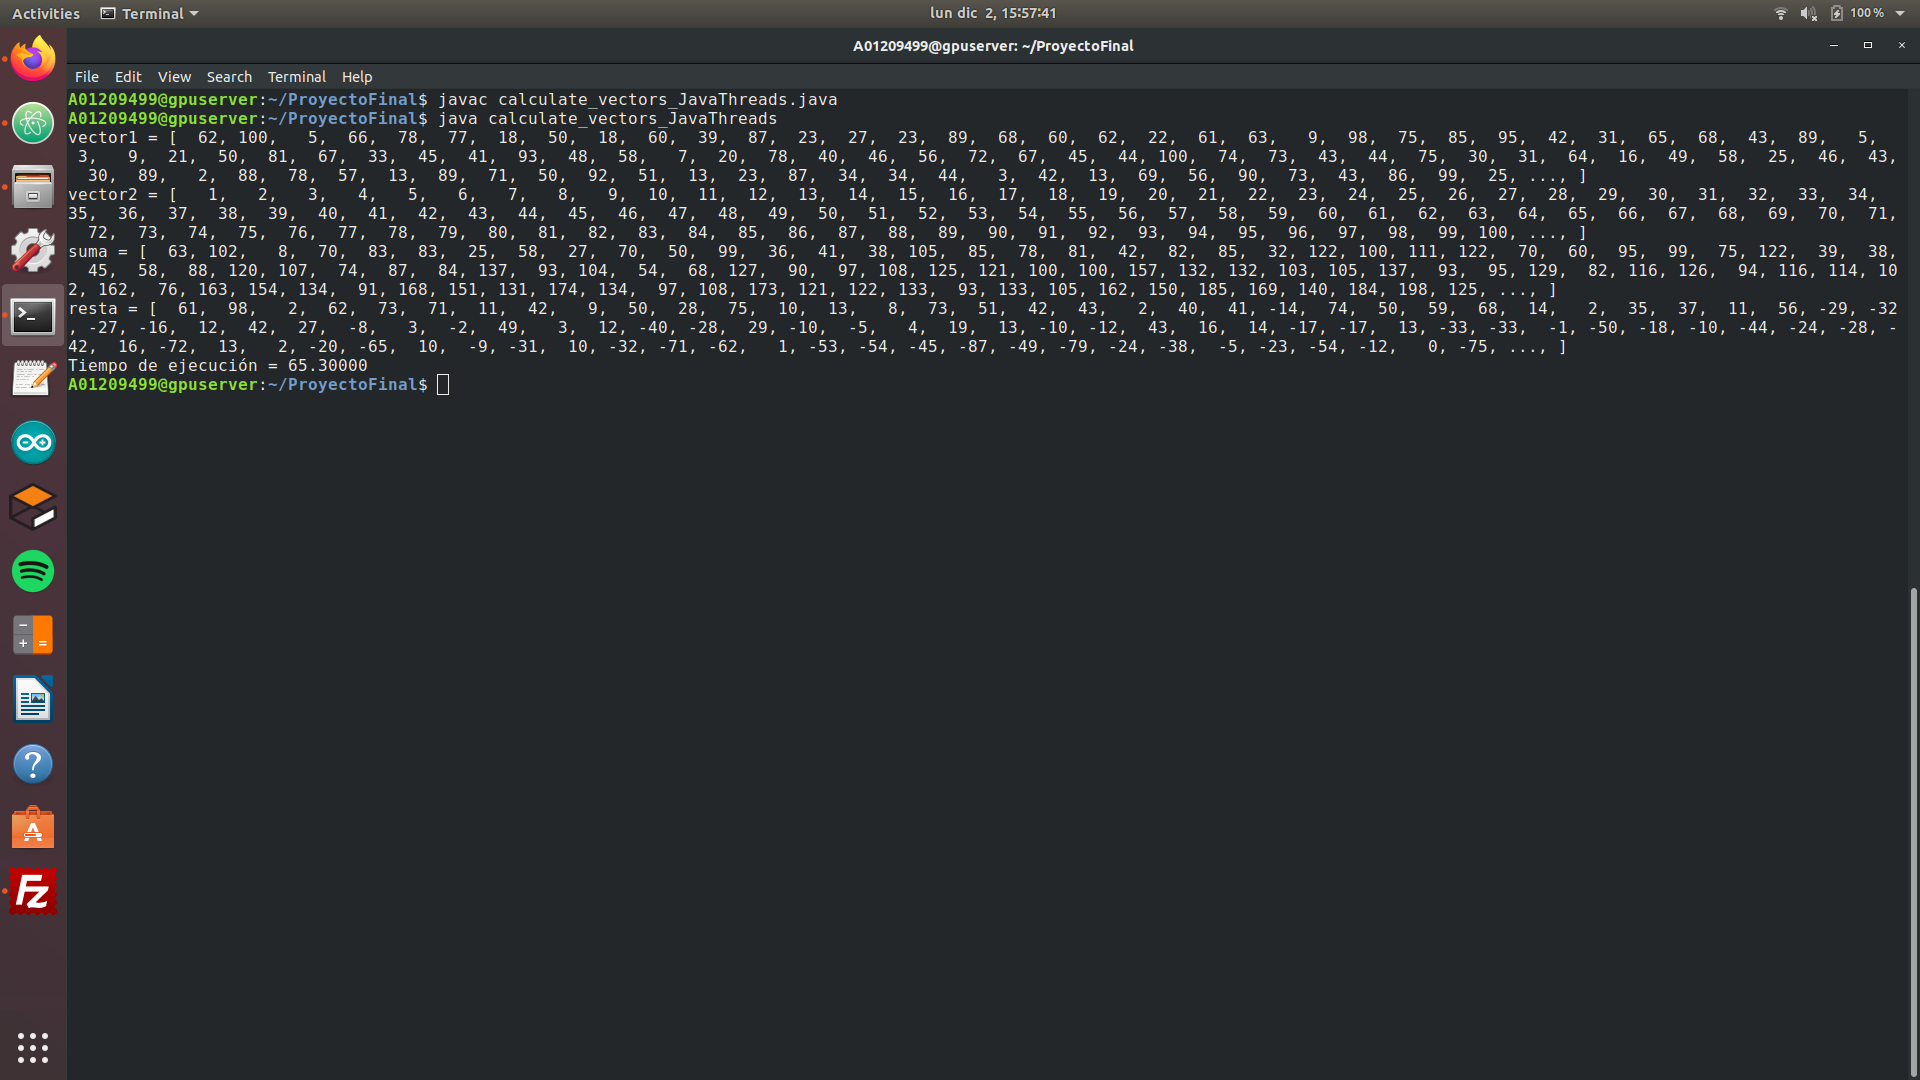 Activities Terminal lun dic 2, 15:57:41 100 %
A01209499@gpuserver: ~/ProyectoFinal
File Edit View Search Terminal Help
A01209499@gpuserver:~/ProyectoFinal$ javac calculate_vectors_JavaThreads.java
A01209499@gpuserver:~/ProyectoFinal$ java calculate_vectors_JavaThreads
vector1 = [  62, 100,   5,  66,  78,  77,  18,  50,  18,  60,  39,  87,  23,  27,  23,  89,  68,  60,  62,  22,  61,  63,   9,  98,  75,  85,  95,  42,  31,  65,  68,  43,  89,   5,
 3,   9,  21,  50,  81,  67,  33,  45,  41,  93,  48,  58,   7,  20,  78,  40,  46,  56,  72,  67,  45,  44, 100,  74,  73,  43,  44,  75,  30,  31,  64,  16,  49,  58,  25,  46,  43,
  30,  89,   2,  88,  78,  57,  13,  89,  71,  50,  92,  51,  13,  23,  87,  34,  34,  44,   3,  42,  13,  69,  56,  90,  73,  43,  86,  99,  25, ..., ]
vector2 = [   1,   2,   3,   4,   5,   6,   7,   8,   9,  10,  11,  12,  13,  14,  15,  16,  17,  18,  19,  20,  21,  22,  23,  24,  25,  26,  27,  28,  29,  30,  31,  32,  33,  34,
35,  36,  37,  38,  39,  40,  41,  42,  43,  44,  45,  46,  47,  48,  49,  50,  51,  52,  53,  54,  55,  56,  57,  58,  59,  60,  61,  62,  63,  64,  65,  66,  67,  68,  69,  70,  71,
  72,  73,  74,  75,  76,  77,  78,  79,  80,  81,  82,  83,  84,  85,  86,  87,  88,  89,  90,  91,  92,  93,  94,  95,  96,  97,  98,  99, 100, ..., ]
suma = [  63, 102,   8,  70,  83,  83,  25,  58,  27,  70,  50,  99,  36,  41,  38, 105,  85,  78,  81,  42,  82,  85,  32, 122, 100, 111, 122,  70,  60,  95,  99,  75, 122,  39,  38,
  45,  58,  88, 120, 107,  74,  87,  84, 137,  93, 104,  54,  68, 127,  90,  97, 108, 125, 121, 100, 100, 157, 132, 132, 103, 105, 137,  93,  95, 129,  82, 116, 126,  94, 116, 114, 10
2, 162,  76, 163, 154, 134,  91, 168, 151, 131, 174, 134,  97, 108, 173, 121, 122, 133,  93, 133, 105, 162, 150, 185, 169, 140, 184, 198, 125, ..., ]
resta = [  61,  98,   2,  62,  73,  71,  11,  42,   9,  50,  28,  75,  10,  13,   8,  73,  51,  42,  43,   2,  40,  41, -14,  74,  50,  59,  68,  14,   2,  35,  37,  11,  56, -29, -32
, -27, -16,  12,  42,  27,  -8,   3,  -2,  49,   3,  12, -40, -28,  29, -10,  -5,   4,  19,  13, -10, -12,  43,  16,  14, -17, -17,  13, -33, -33,  -1, -50, -18, -10, -44, -24, -28, -
42,  16, -72,  13,   2, -20, -65,  10,  -9, -31,  10, -32, -71, -62,   1, -53, -54, -45, -87, -49, -79, -24, -38,  -5, -23, -54, -12,   0, -75, ..., ]
Tiempo de ejecución = 65.30000
A01209499@gpuserver:~/ProyectoFinal$